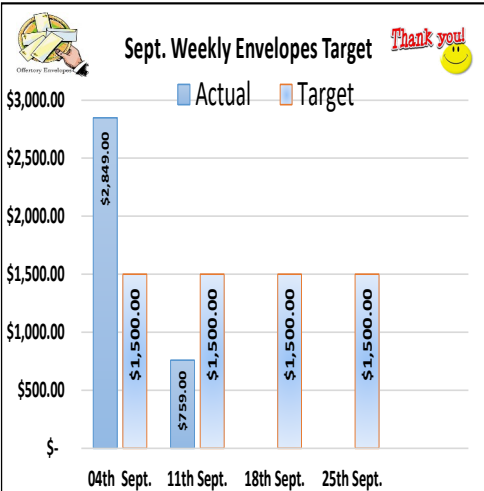 Offertory Envelopes
Sept. Weekly Envelopes Target
Thank you!
Actual Target
$3,000.00
$2,500.00
$2,000.00
$1,500.00
$1,000.00
$500.00
$-
$2,849.00
$1,500.00
$759.00
$1,500.00
$1,500.00
$1,500.00
04th Sept. 11th Sept. 18th Sept. 25th Sept.